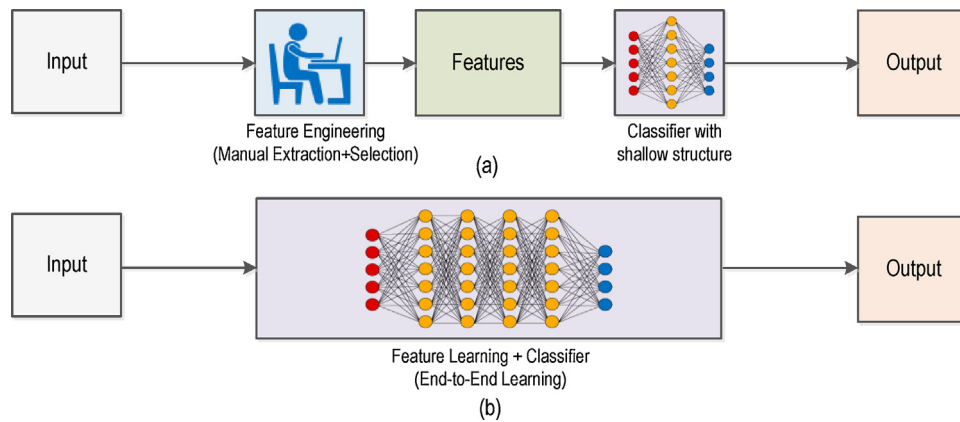 Input
Features
Output
Feature Engineering
(Manual Extraction+Selection)
Classifier with
shallow structure
(a)
Input
Output
Feature Learning + Classifier
(End-to-End Learning)
(b)